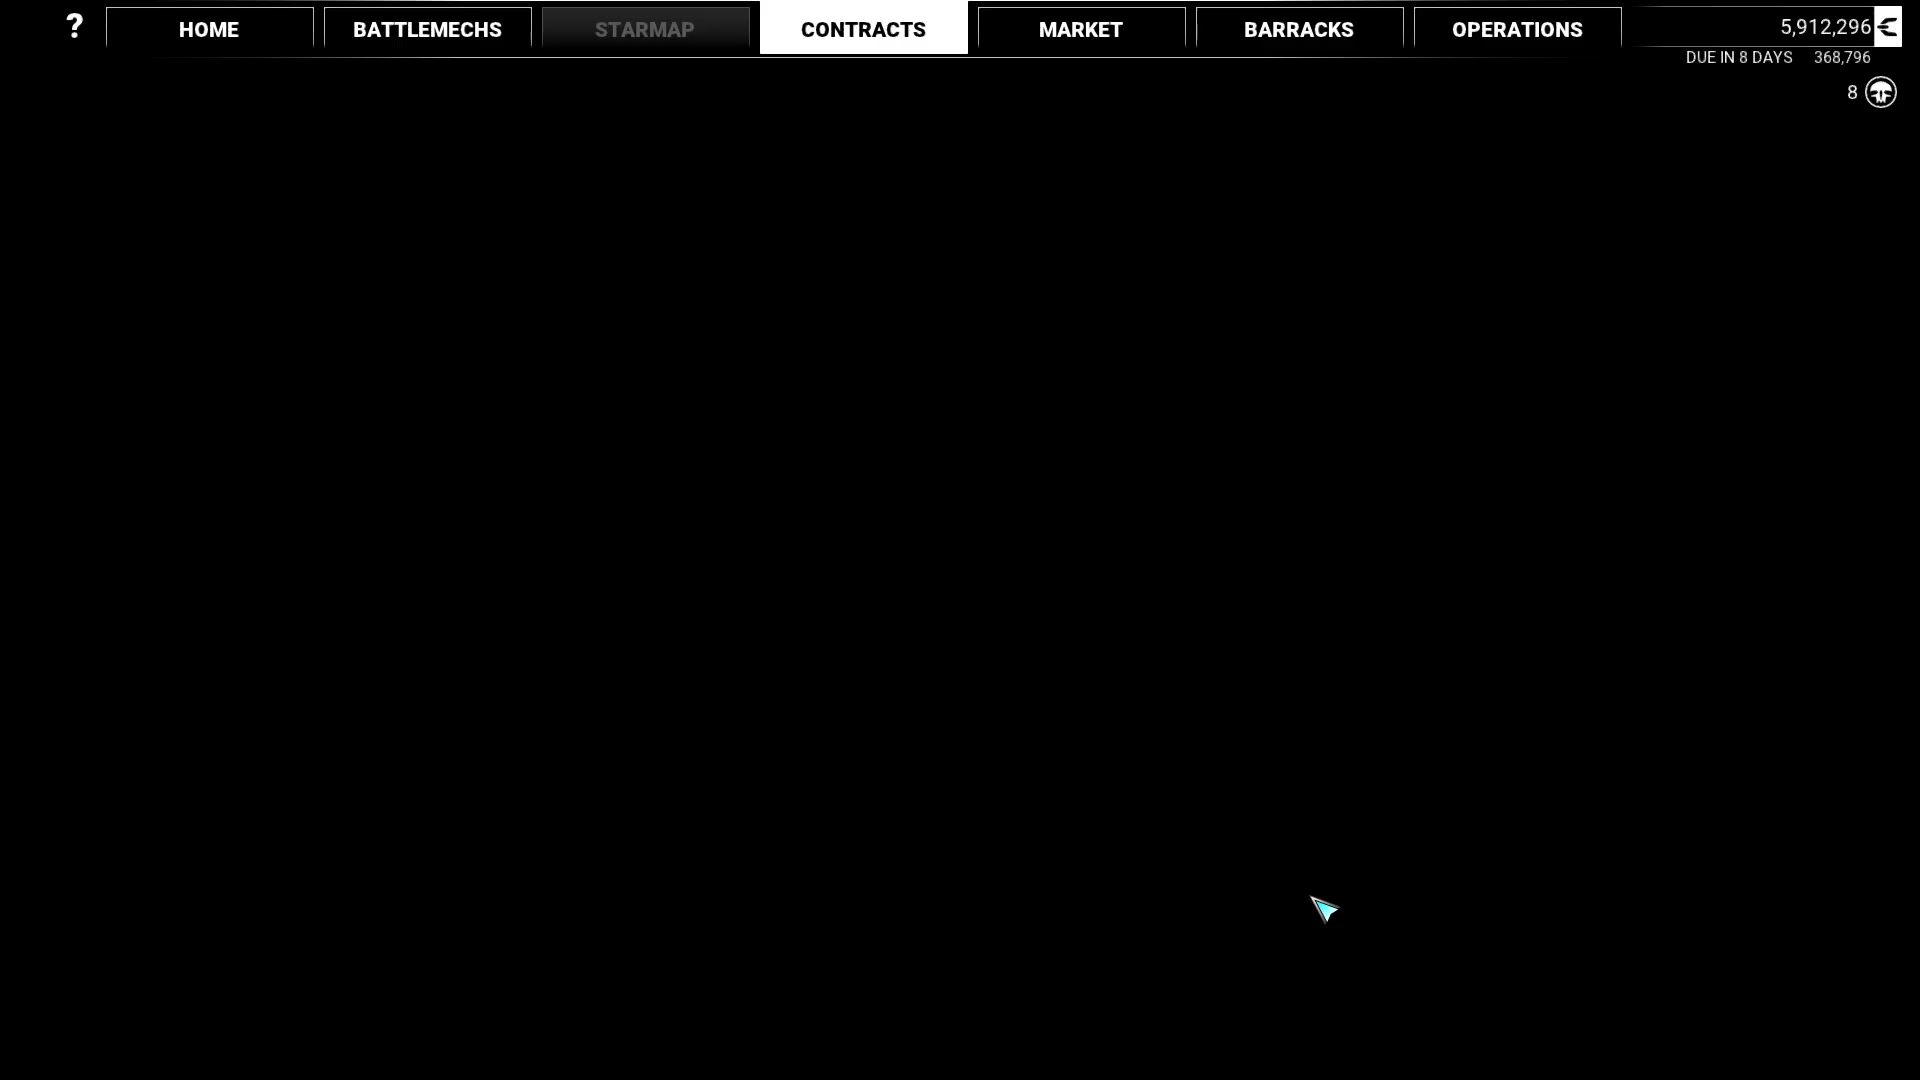 ? HOME BATTLEMECHS STARMAP CONTRACTS MARKET BARRACKS OPERATIONS 5,912,296
DUE IN 8 DAYS 368,796
8